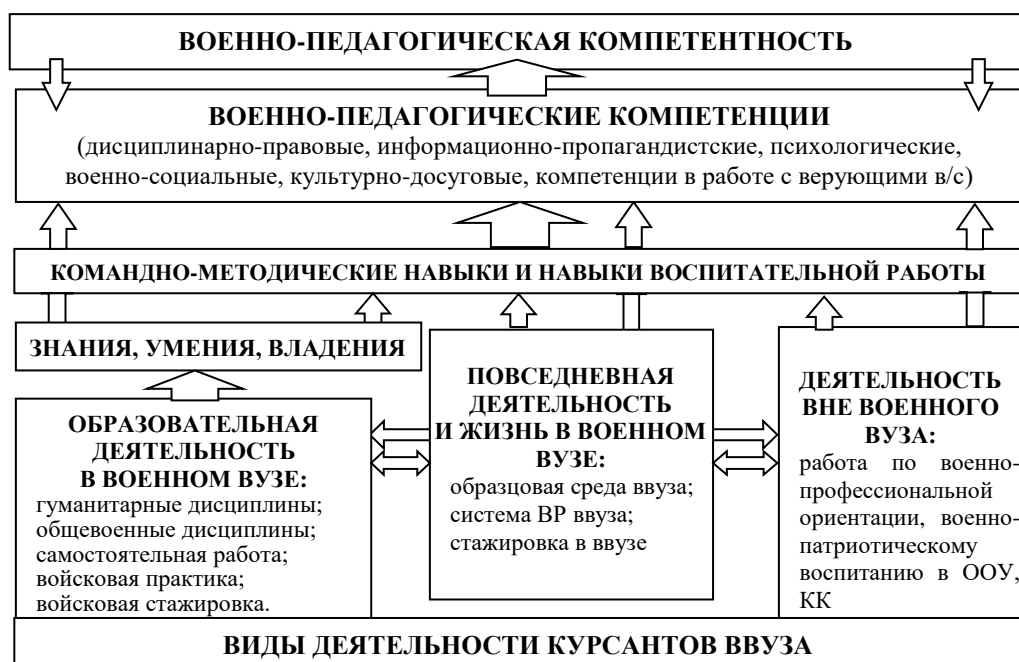 ВОЕННО-ПЕДАГОГИЧЕСКАЯ КОМПЕТЕНТНОСТЬ
ВОЕННО-ПЕДАГОГИЧЕСКИЕ КОМПЕТЕНЦИИ
(дисциплинарно-правовые, информационно-пропагандистские, психологические,
военно-социальные, культурно-досуговые, компетенции в работе с верующими в/с)
КОМАНДНО-МЕТОДИЧЕСКИЕ НАВЫКИ И НАВЫКИ ВОСПИТАТЕЛЬНОЙ РАБОТЫ
ЗНАНИЯ, УМЕНИЯ, ВЛАДЕНИЯ
ОБРАЗОВАТЕЛЬНАЯ
ДЕЯТЕЛЬНОСТЬ
В ВОЕННОМ ВУЗЕ:
гуманитарные дисциплины;
общевоенные дисциплины;
самостоятельная работа;
войсковая практика;
войсковая стажировка.
ПОВСЕДНЕВНАЯ
ДЕЯТЕЛЬНОСТЬ
И ЖИЗНЬ В ВОЕННОМ
ВУЗЕ:
образцовая среда ввуза;
система ВР ввуза;
стажировка в ввузе
ДЕЯТЕЛЬНОСТЬ
ВНЕ ВОЕННОГО
ВУЗА:
работа по военно-
профессиональной
ориентации, военно-
патриотическому
воспитанию в ООУ,
КК
ВИДЫ ДЕЯТЕЛЬНОСТИ КУРСАНТОВ ВВУЗА